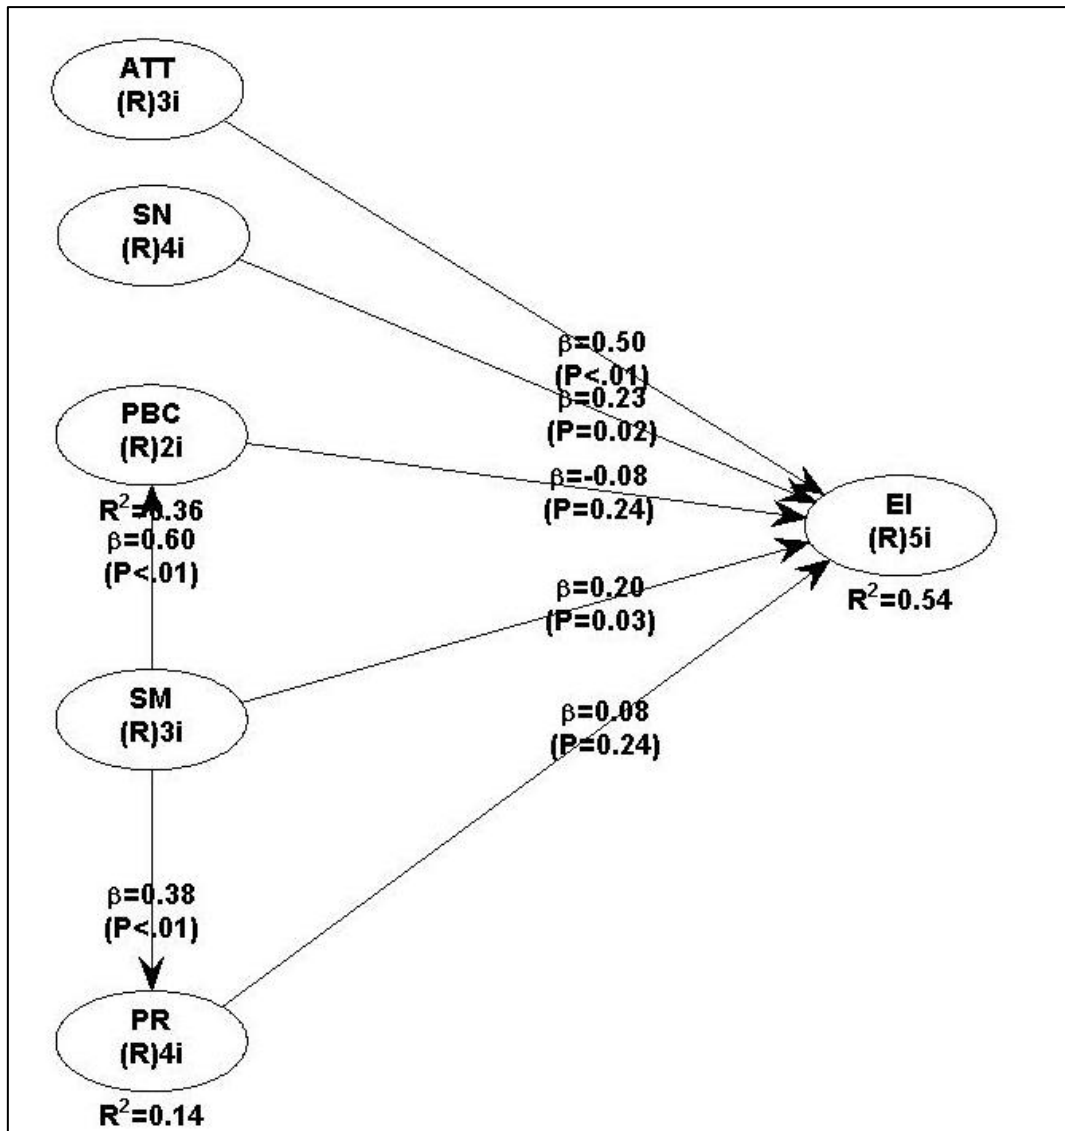 ATT
(R)3i
SN
(R)4i
β=0.50
(P<.01)
β=0.23
(P=0.02)
PBC
(R)2i
R²=0.36
β=0.60
(P<.01)
β=-0.08
(P=0.24)
EI
(R)5i
R²=0.54
β=0.20
(P=0.03)
SM
(R)3i
β=0.08
(P=0.24)
β=0.38
(P<.01)
PR
(R)4i
R²=0.14